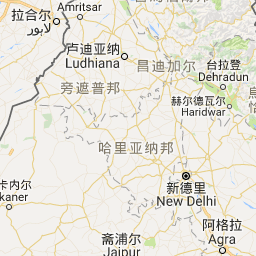 拉合尔
لاہور
Amritsar
卢迪亚纳
Ludhiana
昌迪加尔
台拉登
Dehradun
旁遮普邦
赫尔德瓦尔
Haridwar
哈里亚纳邦
新德里
New Delhi
卡内尔
kaner
斋浦尔
Jaipur
阿格拉
Agra